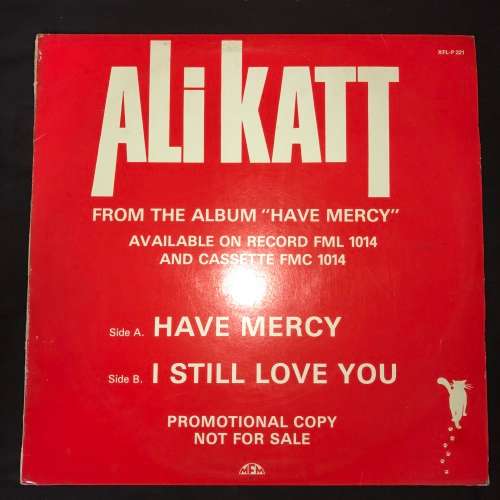 RFL-P 321
ALi KATT
FROM THE ALBUM "HAVE MERCY"
AVAILABLE ON RECORD FML 1014
AND CASSETTE FMC 1014
Side A. HAVE MERCY
Side B. I STILL LOVE YOU
PROMOTIONAL COPY
NOT FOR SALE
MFM